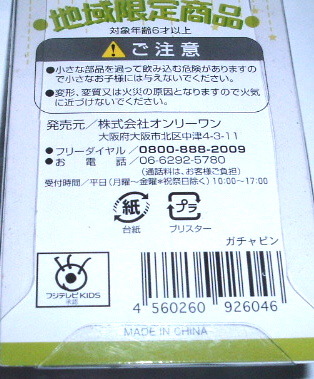 地域限定商品
対象年齢6才以上
ご注意
●小さな部品を誤って飲み込む危険がありますので
小さなお子様には与えないでください。
●変形、変質又は火災の原因となりますので火気
に近づけないでください。
発売元/株式会社オンリーワン
大阪府大阪市北区中津4-3-11
●フリーダイヤル/0800-888-2009
●お電話/06-6292-5780
(通話料は、お客様ご負担)
受付時間/平日(月曜〜金曜*祝祭日除く)10:00〜17:00
紙
プラ
台紙
ブリスター
ガチャピン
フジテレビKIDS
承認
4 560260 926046
MADE IN CHINA